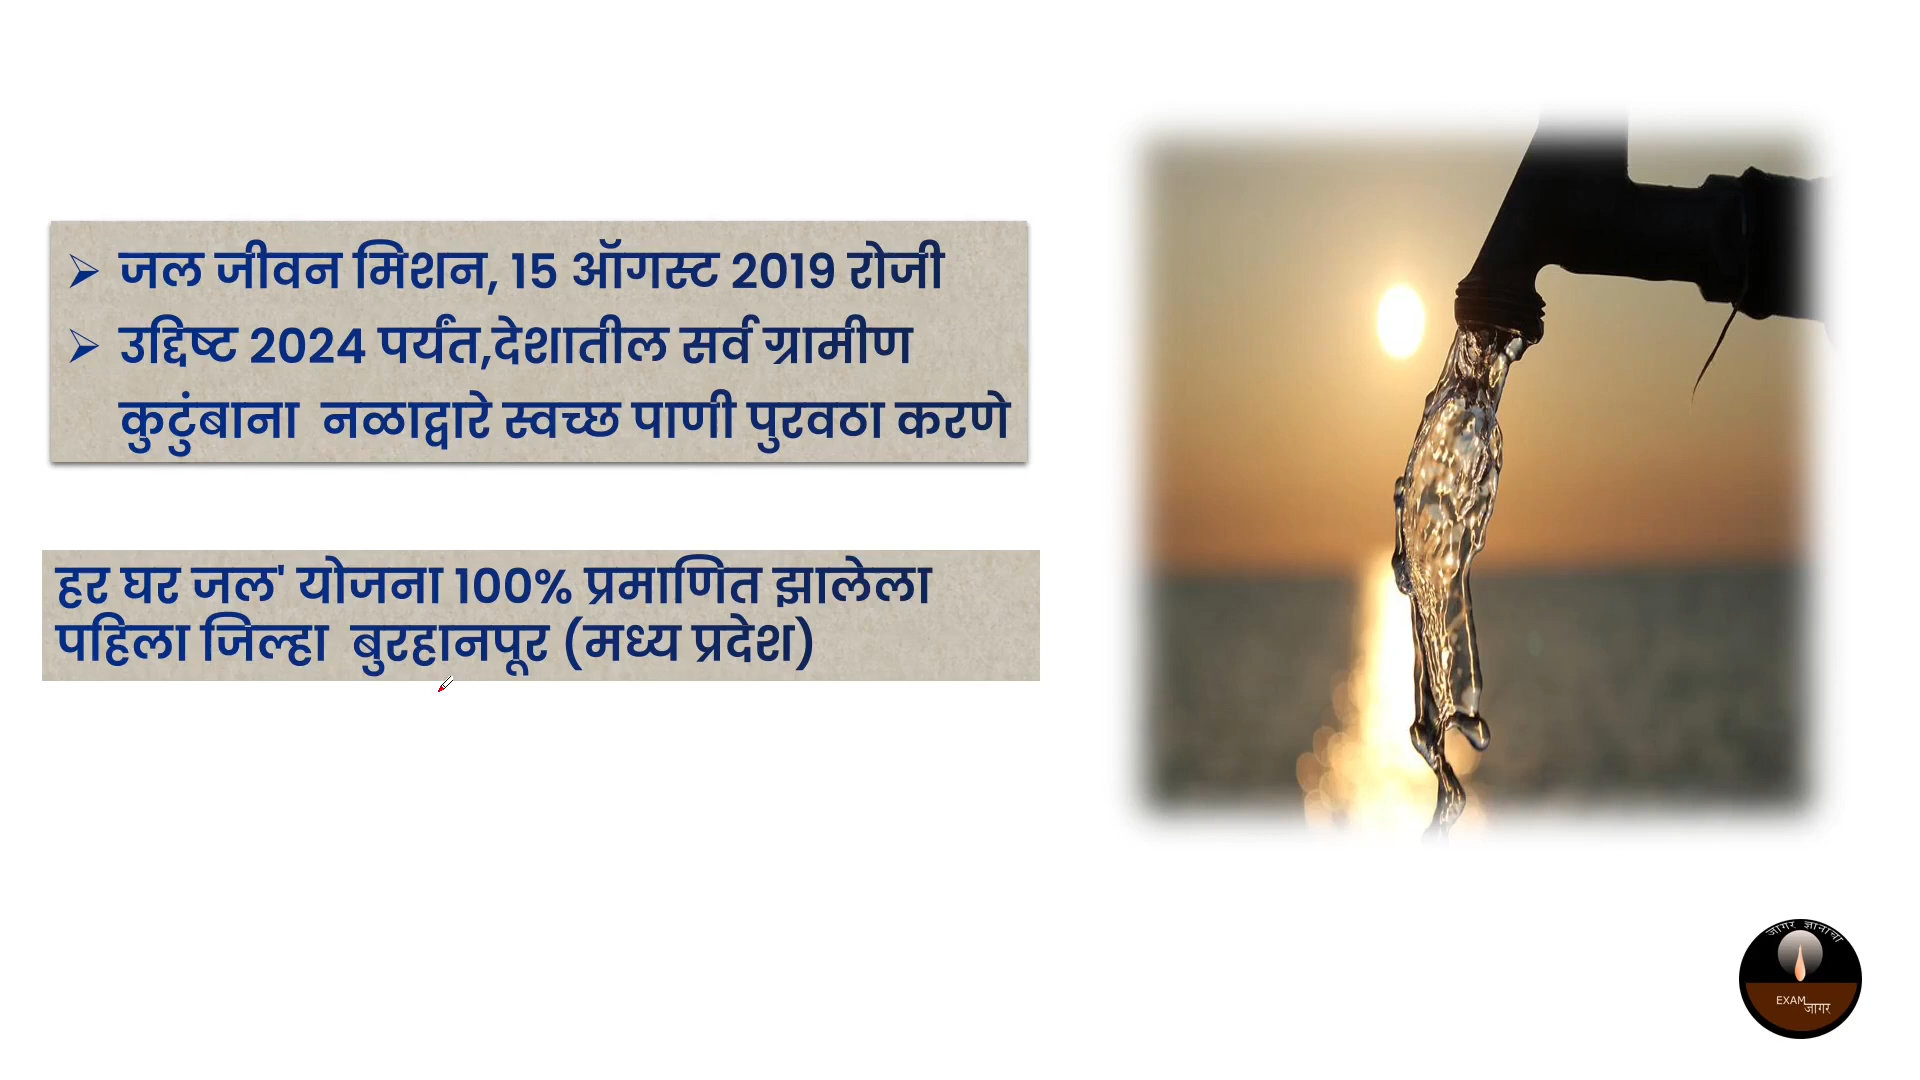 ➢ जल जीवन मिशन, 15 ऑगस्ट 2019 रोजी
➢ उद्दिष्ट 2024 पर्यंत,देशातील सर्व ग्रामीण
कुटुंबाना नळाद्वारे स्वच्छ पाणी पुरवठा करणे
हर घर जल' योजना 100% प्रमाणित झालेला
पहिला जिल्हा बुरहानपूर (मध्य प्रदेश)
जागर ज्ञानाचा
EXAM
जागर